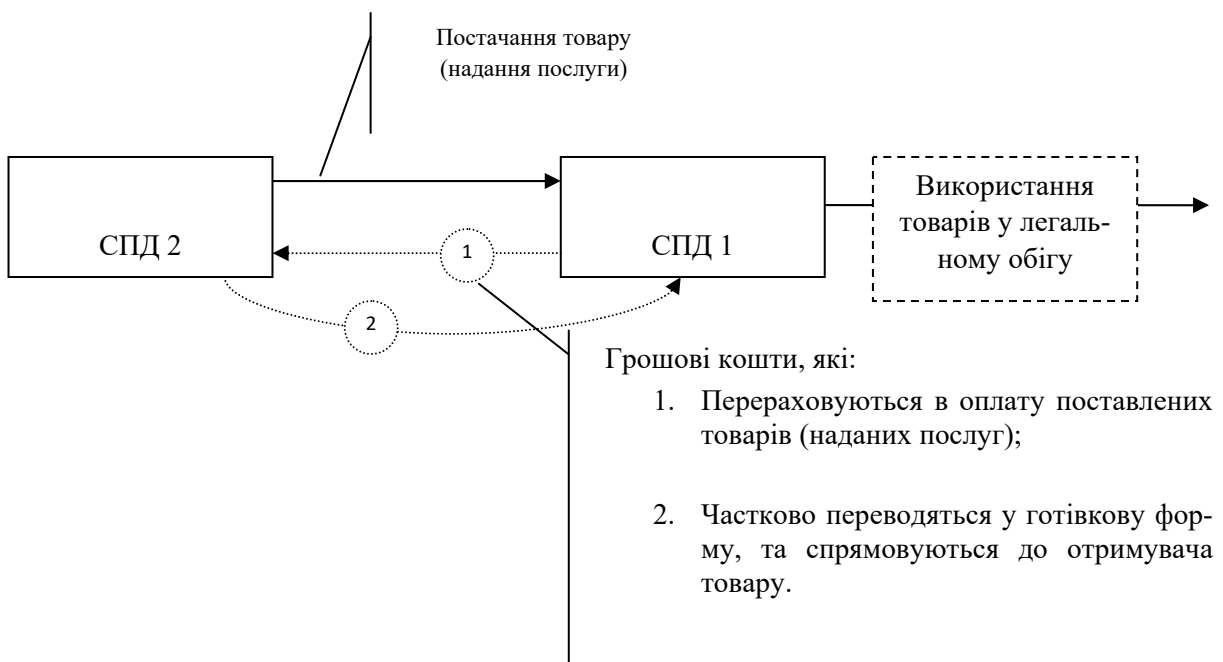 Постачання товару
(надання послуги)
СПД 2
СПД 1
Використання
товарів у легаль-
ному обігу
1
2
Грошові кошти, які:
1. Перераховуються в оплату поставлених
товарів (наданих послуг);
2. Частково переводяться у готівкову фор-
му, та спрямовуються до отримувача
товару.